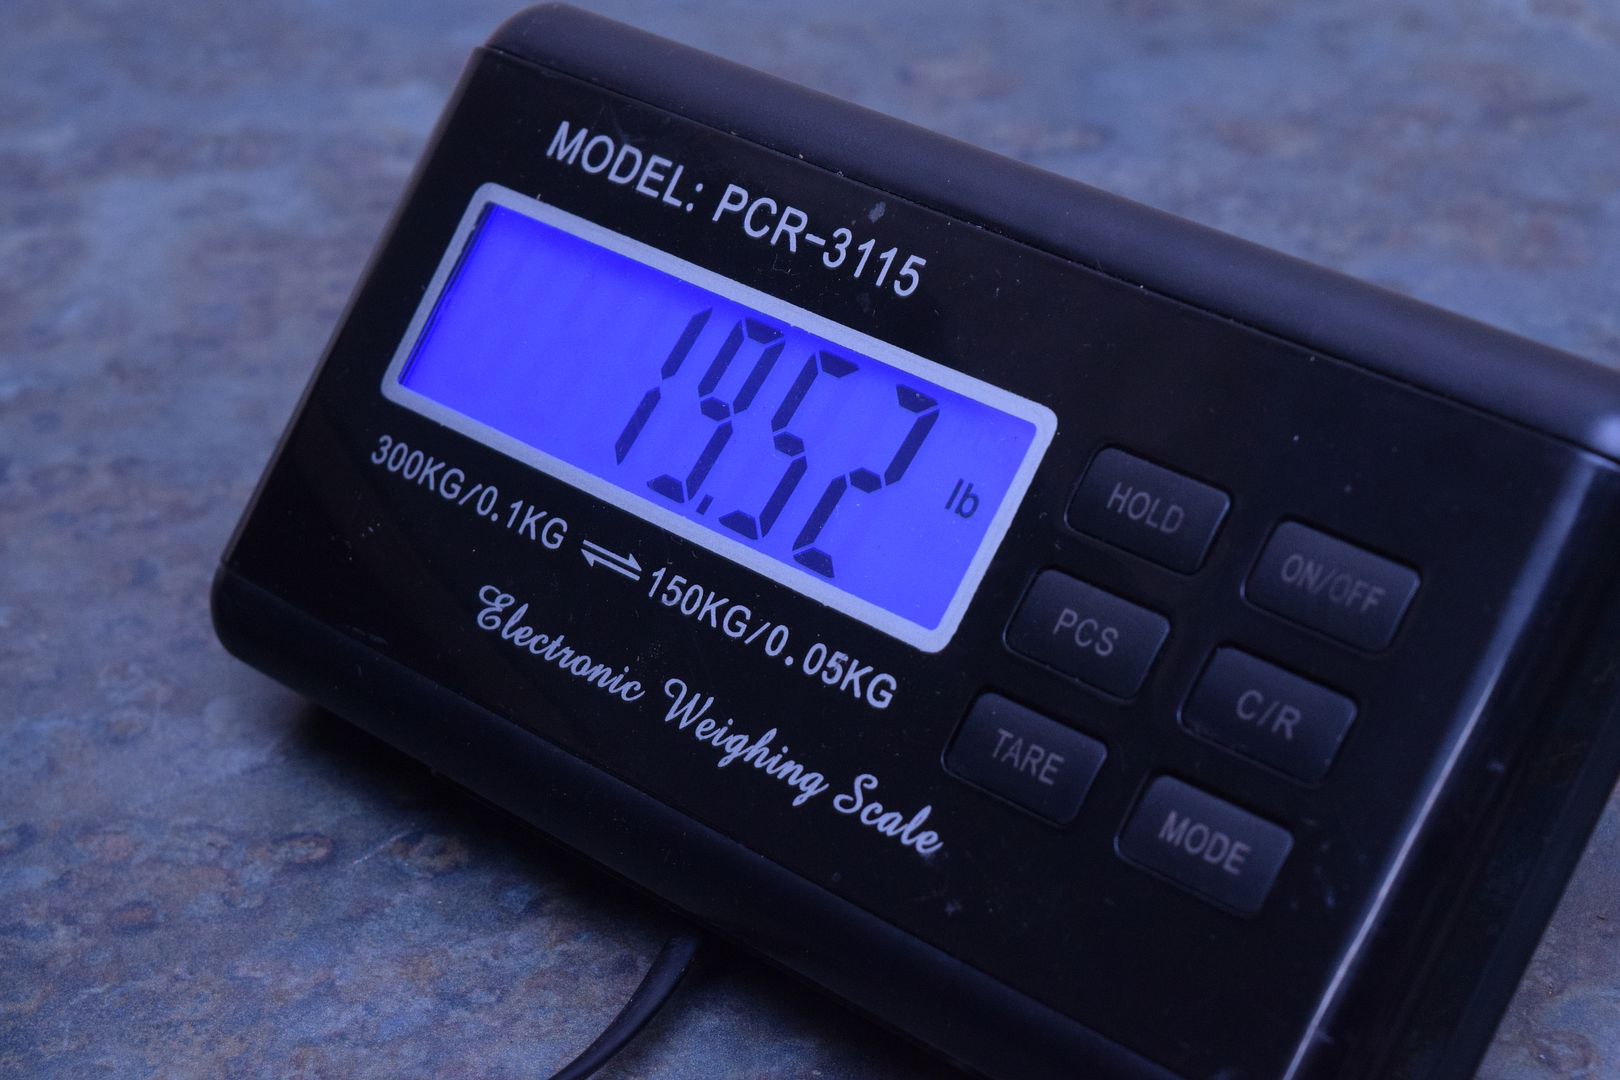 MODEL: PCR-3115
19.52 lb
300KG/0.1KG ⇌ 150KG/0.05KG
Electronic Weighing Scale
HOLD
ON/OFF
PCS
C/R
TARE
MODE